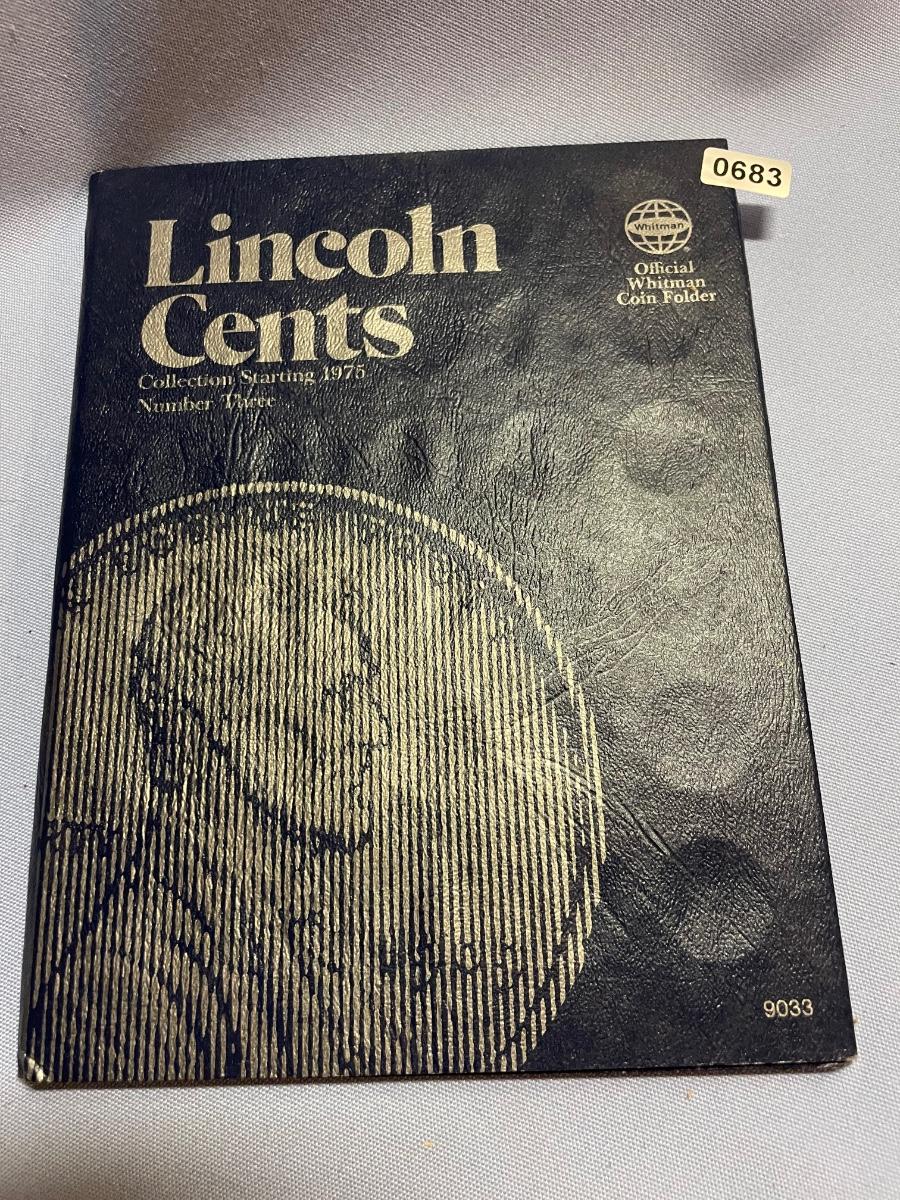 0683
Lincoln
Cents
Collection Starting 1975
Number Three
Whitman
Official
Whitman
Coin Folder
9033